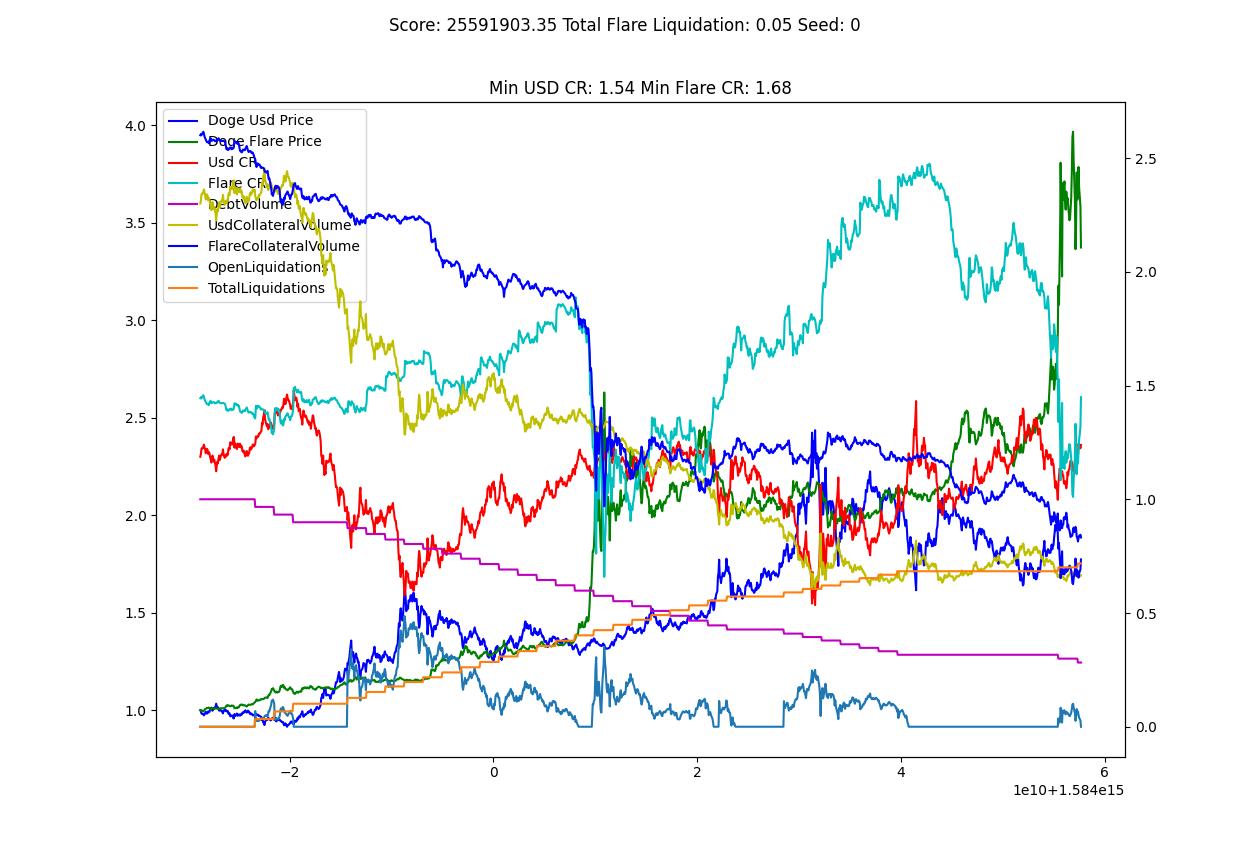 Score: 25591903.35 Total Flare Liquidation: 0.05 Seed: 0
Min USD CR: 1.54 Min Flare CR: 1.68
Doge Usd Price
Doge Flare Price
Usd CR
Flare CR
DebtVolume
UsdCollateralVolume
FlareCollateralVolume
OpenLiquidations
TotalLiquidations
4.0
3.5
3.0
2.5
2.0
1.5
1.0
2.5
2.0
1.5
1.0
0.5
0.0
−2 0 2 4 6
1e10+1.584e15